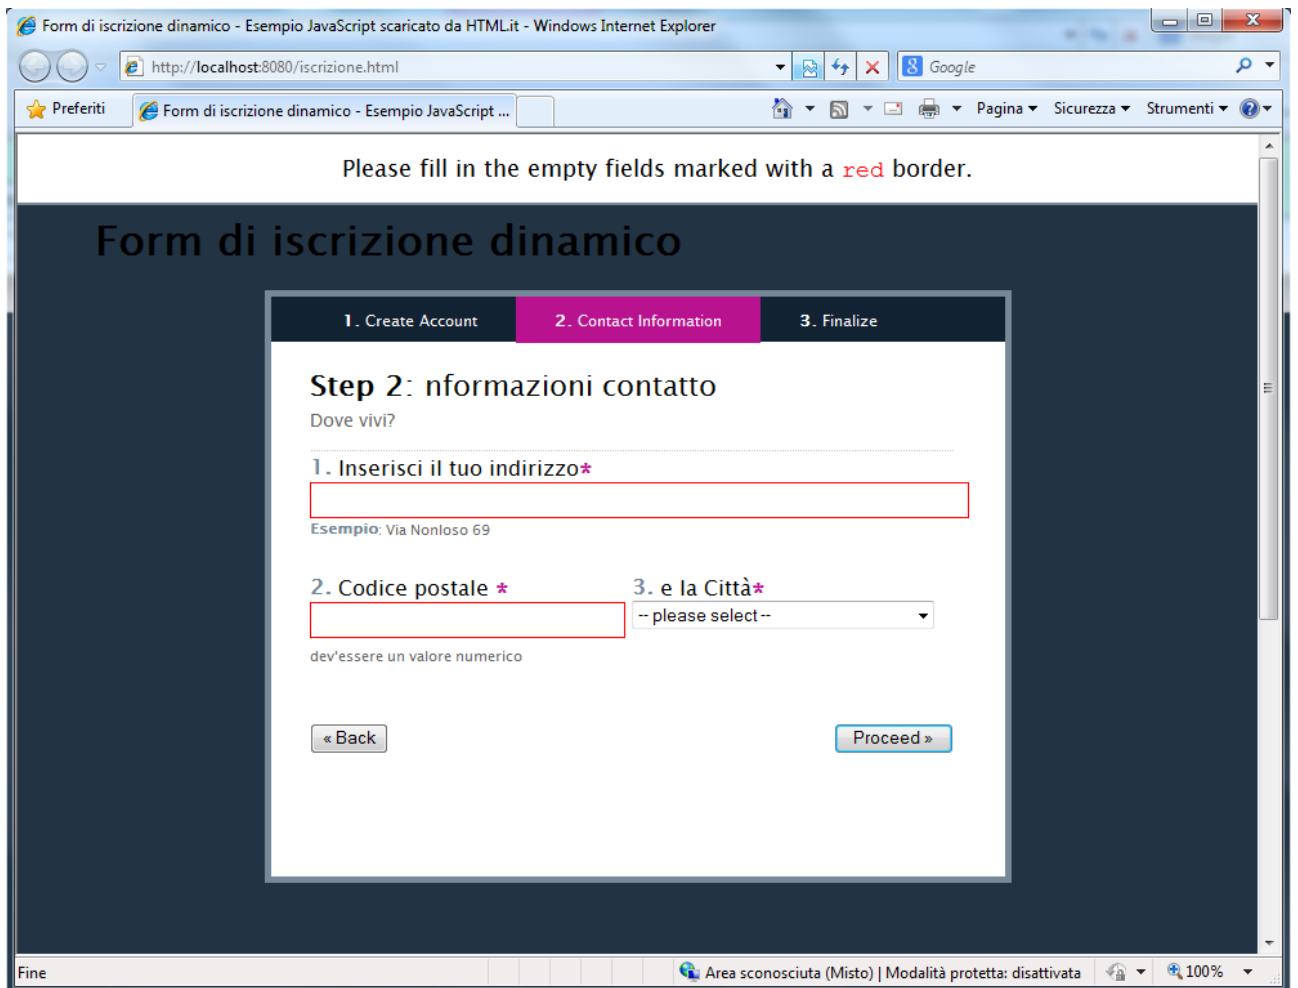 Form di iscrizione dinamico - Esempio JavaScript scaricato da HTML.it - Windows Internet Explorer
http://localhost:8080/iscrizione.html
Google
Preferiti
Form di iscrizione dinamico - Esempio JavaScript ...
Pagina
Sicurezza
Strumenti
Please fill in the empty fields marked with a red border.
Form di iscrizione dinamico
1. Create Account
2. Contact Information
3. Finalize
Step 2: nformazioni contatto
Dove vivi?
1. Inserisci il tuo indirizzo*
Esempio: Via Nonloso 69
2. Codice postale *
3. e la Città*
-- please select --
dev'essere un valore numerico
« Back
Proceed »
Fine
Area sconosciuta (Misto) | Modalità protetta: disattivata
100%